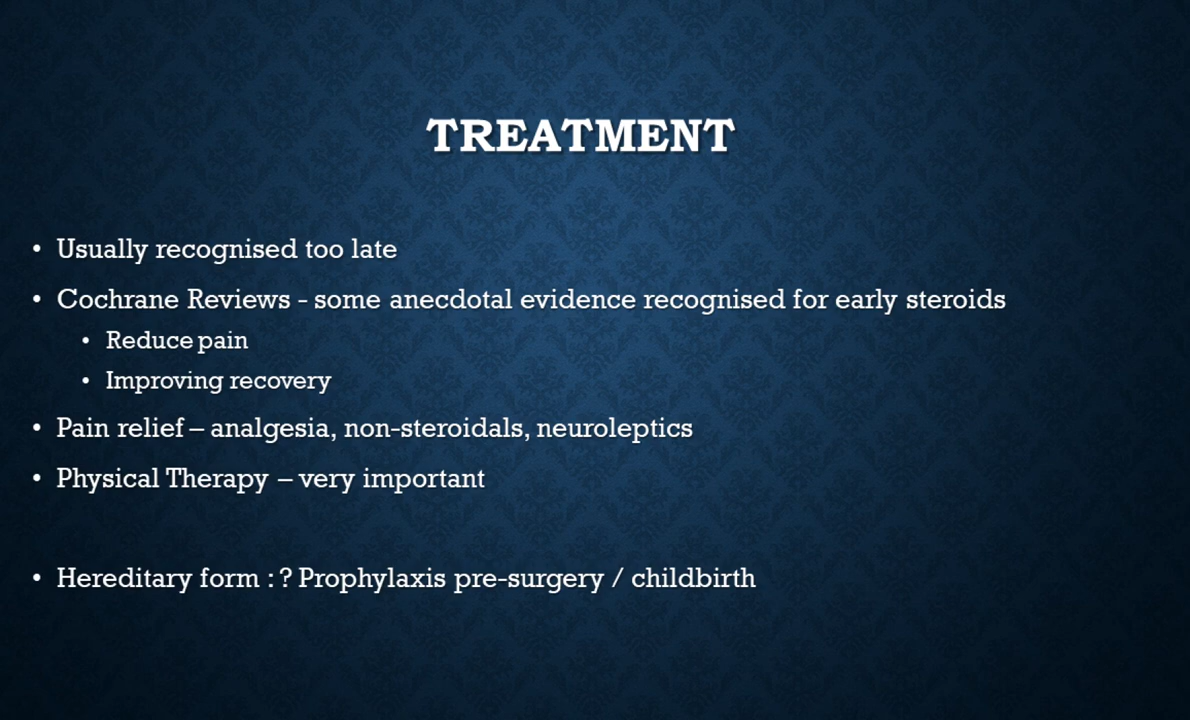 TREATMENT
• Usually recognised too late
• Cochrane Reviews - some anecdotal evidence recognised for early steroids
• Reduce pain
• Improving recovery
• Pain relief – analgesia, non-steroidals, neuroleptics
• Physical Therapy – very important
• Hereditary form : ? Prophylaxis pre-surgery / childbirth